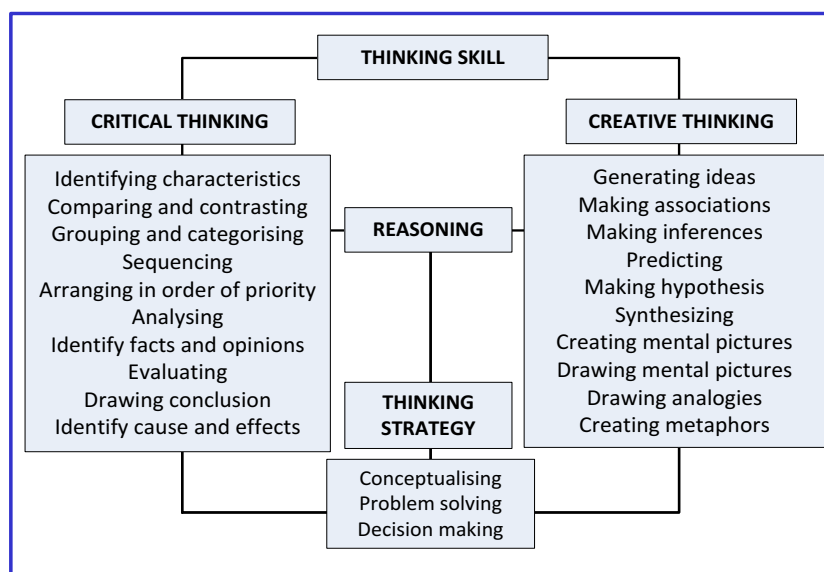 THINKING SKILL
CRITICAL THINKING
Identifying characteristics
Comparing and contrasting
Grouping and categorising
Sequencing
Arranging in order of priority
Analysing
Identify facts and opinions
Evaluating
Drawing conclusion
Identify cause and effects
REASONING
THINKING
STRATEGY
Conceptualising
Problem solving
Decision making
CREATIVE THINKING
Generating ideas
Making associations
Making inferences
Predicting
Making hypothesis
Synthesizing
Creating mental pictures
Drawing mental pictures
Drawing analogies
Creating metaphors